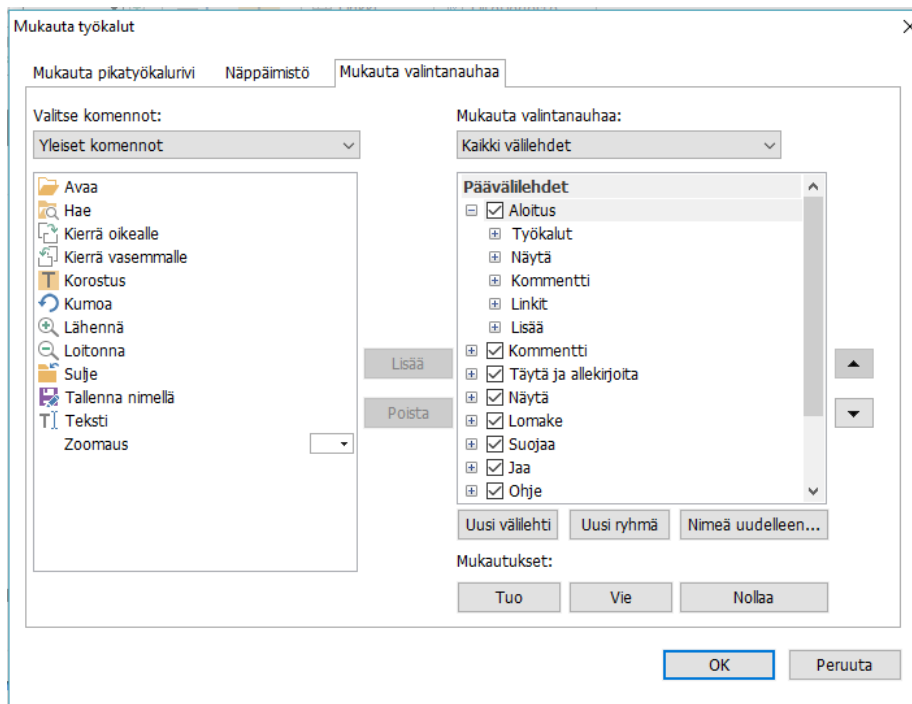 Mukauta työkalut
Mukauta pikatyökalurivi Näppäimistö Mukauta valintanauhaa
Valitse komennot:
Yleiset komennot
Avaa
Hae
Kierrä oikealle
Kierrä vasemmalle
Korostus
Kumoa
Lähennä
Loitonna
Sulje
Tallenna nimellä
Teksti
Zoomaus
Lisää
Poista
Mukauta valintanauhaa:
Kaikki välilehdet
Päävälilehdet
Aloitus
Työkalut
Näytä
Kommentti
Linkit
Lisää
Kommentti
Täytä ja allekirjoita
Näytä
Lomake
Suojaa
Jaa
Ohje
Uusi välilehti Uusi ryhmä Nimeä uudelleen...
Mukautukset:
Tuo Vie Nollaa
OK Peruuta